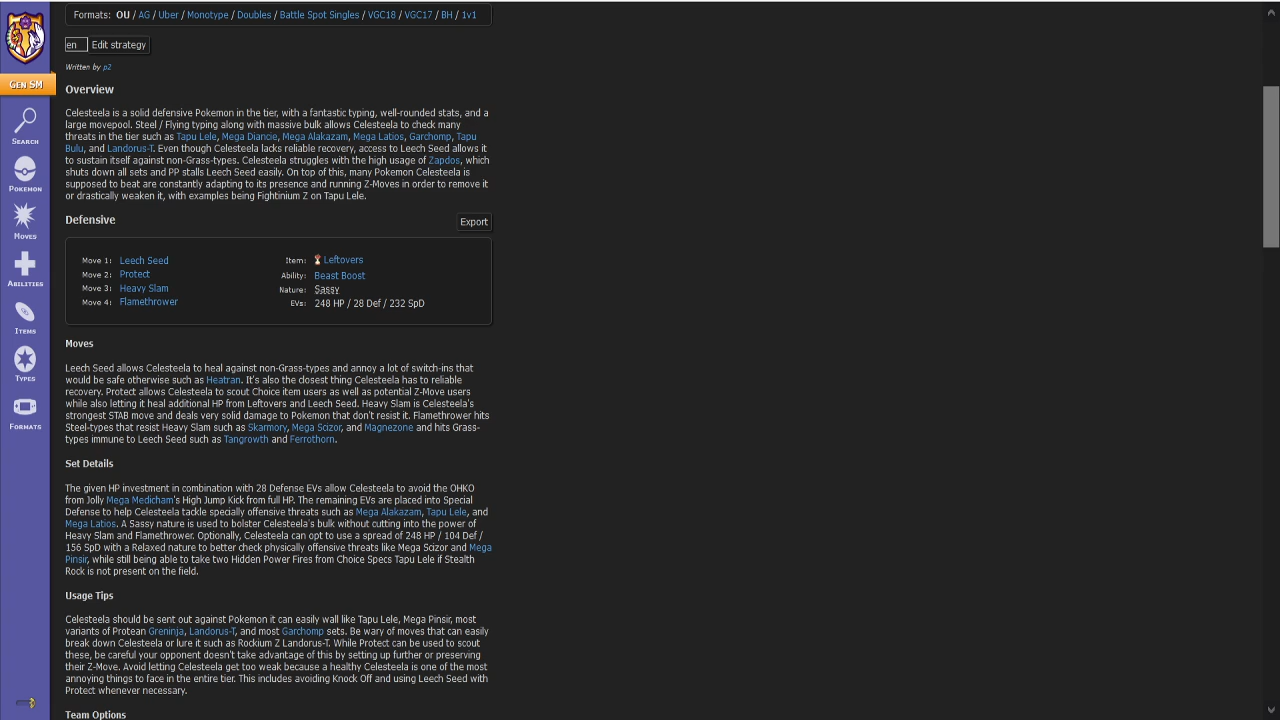 Formats: OU / AG / Uber / Monotype / Doubles / Battle Spot Singles / VGC18 / VGC17 / BH / 1v1
en Edit strategy
Written by p2
GEN SM
SEARCH
POKEMON
MOVES
ABILITIES
ITEMS
TYPES
FORMATS
Overview
Celesteela is a solid defensive Pokemon in the tier, with a fantastic typing, well-rounded stats, and a
large movepool. Steel / Flying typing along with massive bulk allows Celesteela to check many
threats in the tier such as Tapu Lele, Mega Diancie, Mega Alakazam, Mega Latios, Garchomp, Tapu
Bulu, and Landorus-T. Even though Celesteela lacks reliable recovery, access to Leech Seed allows it
to sustain itself against non-Grass-types. Celesteela struggles with the high usage of Zapdos, which
shuts down all sets and PP stalls Leech Seed easily. On top of this, many Pokemon Celesteela is
supposed to beat are constantly adapting to its presence and running Z-Moves in order to remove it
or drastically weaken it, with examples being Fightinium Z on Tapu Lele.
Defensive
Export
Move 1: Leech Seed
Move 2: Protect
Move 3: Heavy Slam
Move 4: Flamethrower
Item: Leftovers
Ability: Beast Boost
Nature: Sassy
EVs: 248 HP / 28 Def / 232 SpD
Moves
Leech Seed allows Celesteela to heal against non-Grass-types and annoy a lot of switch-ins that
would be safe otherwise such as Heatran. It's also the closest thing Celesteela has to reliable
recovery. Protect allows Celesteela to scout Choice item users as well as potential Z-Move users
while also letting it heal additional HP from Leftovers and Leech Seed. Heavy Slam is Celesteela's
strongest STAB move and deals very solid damage to Pokemon that don't resist it. Flamethrower hits
Steel-types that resist Heavy Slam such as Skarmory, Mega Scizor, and Magnezone and hits Grass-
types immune to Leech Seed such as Tangrowth and Ferrothorn.
Set Details
The given HP investment in combination with 28 Defense EVs allow Celesteela to avoid the OHKO
from Jolly Mega Medicham's High Jump Kick from full HP. The remaining EVs are placed into Special
Defense to help Celesteela tackle specially offensive threats such as Mega Alakazam, Tapu Lele, and
Mega Latios. A Sassy nature is used to bolster Celesteela's bulk without cutting into the power of
Heavy Slam and Flamethrower. Optionally, Celesteela can opt to use a spread of 248 HP / 104 Def /
156 SpD with a Relaxed nature to better check physically offensive threats like Mega Scizor and Mega
Pinsir, while still being able to take two Hidden Power Fires from Choice Specs Tapu Lele if Stealth
Rock is not present on the field.
Usage Tips
Celesteela should be sent out against Pokemon it can easily wall like Tapu Lele, Mega Pinsir, most
variants of Protean Greninja, Landorus-T, and most Garchomp sets. Be wary of moves that can easily
break down Celesteela or lure it such as Rockium Z Landorus-T. While Protect can be used to scout
these, be careful your opponent doesn't take advantage of this by setting up further or preserving
their Z-Move. Avoid letting Celesteela get too weak because a healthy Celesteela is one of the most
annoying things to face in the entire tier. This includes avoiding Knock Off and using Leech Seed with
Protect whenever necessary.
Team Options